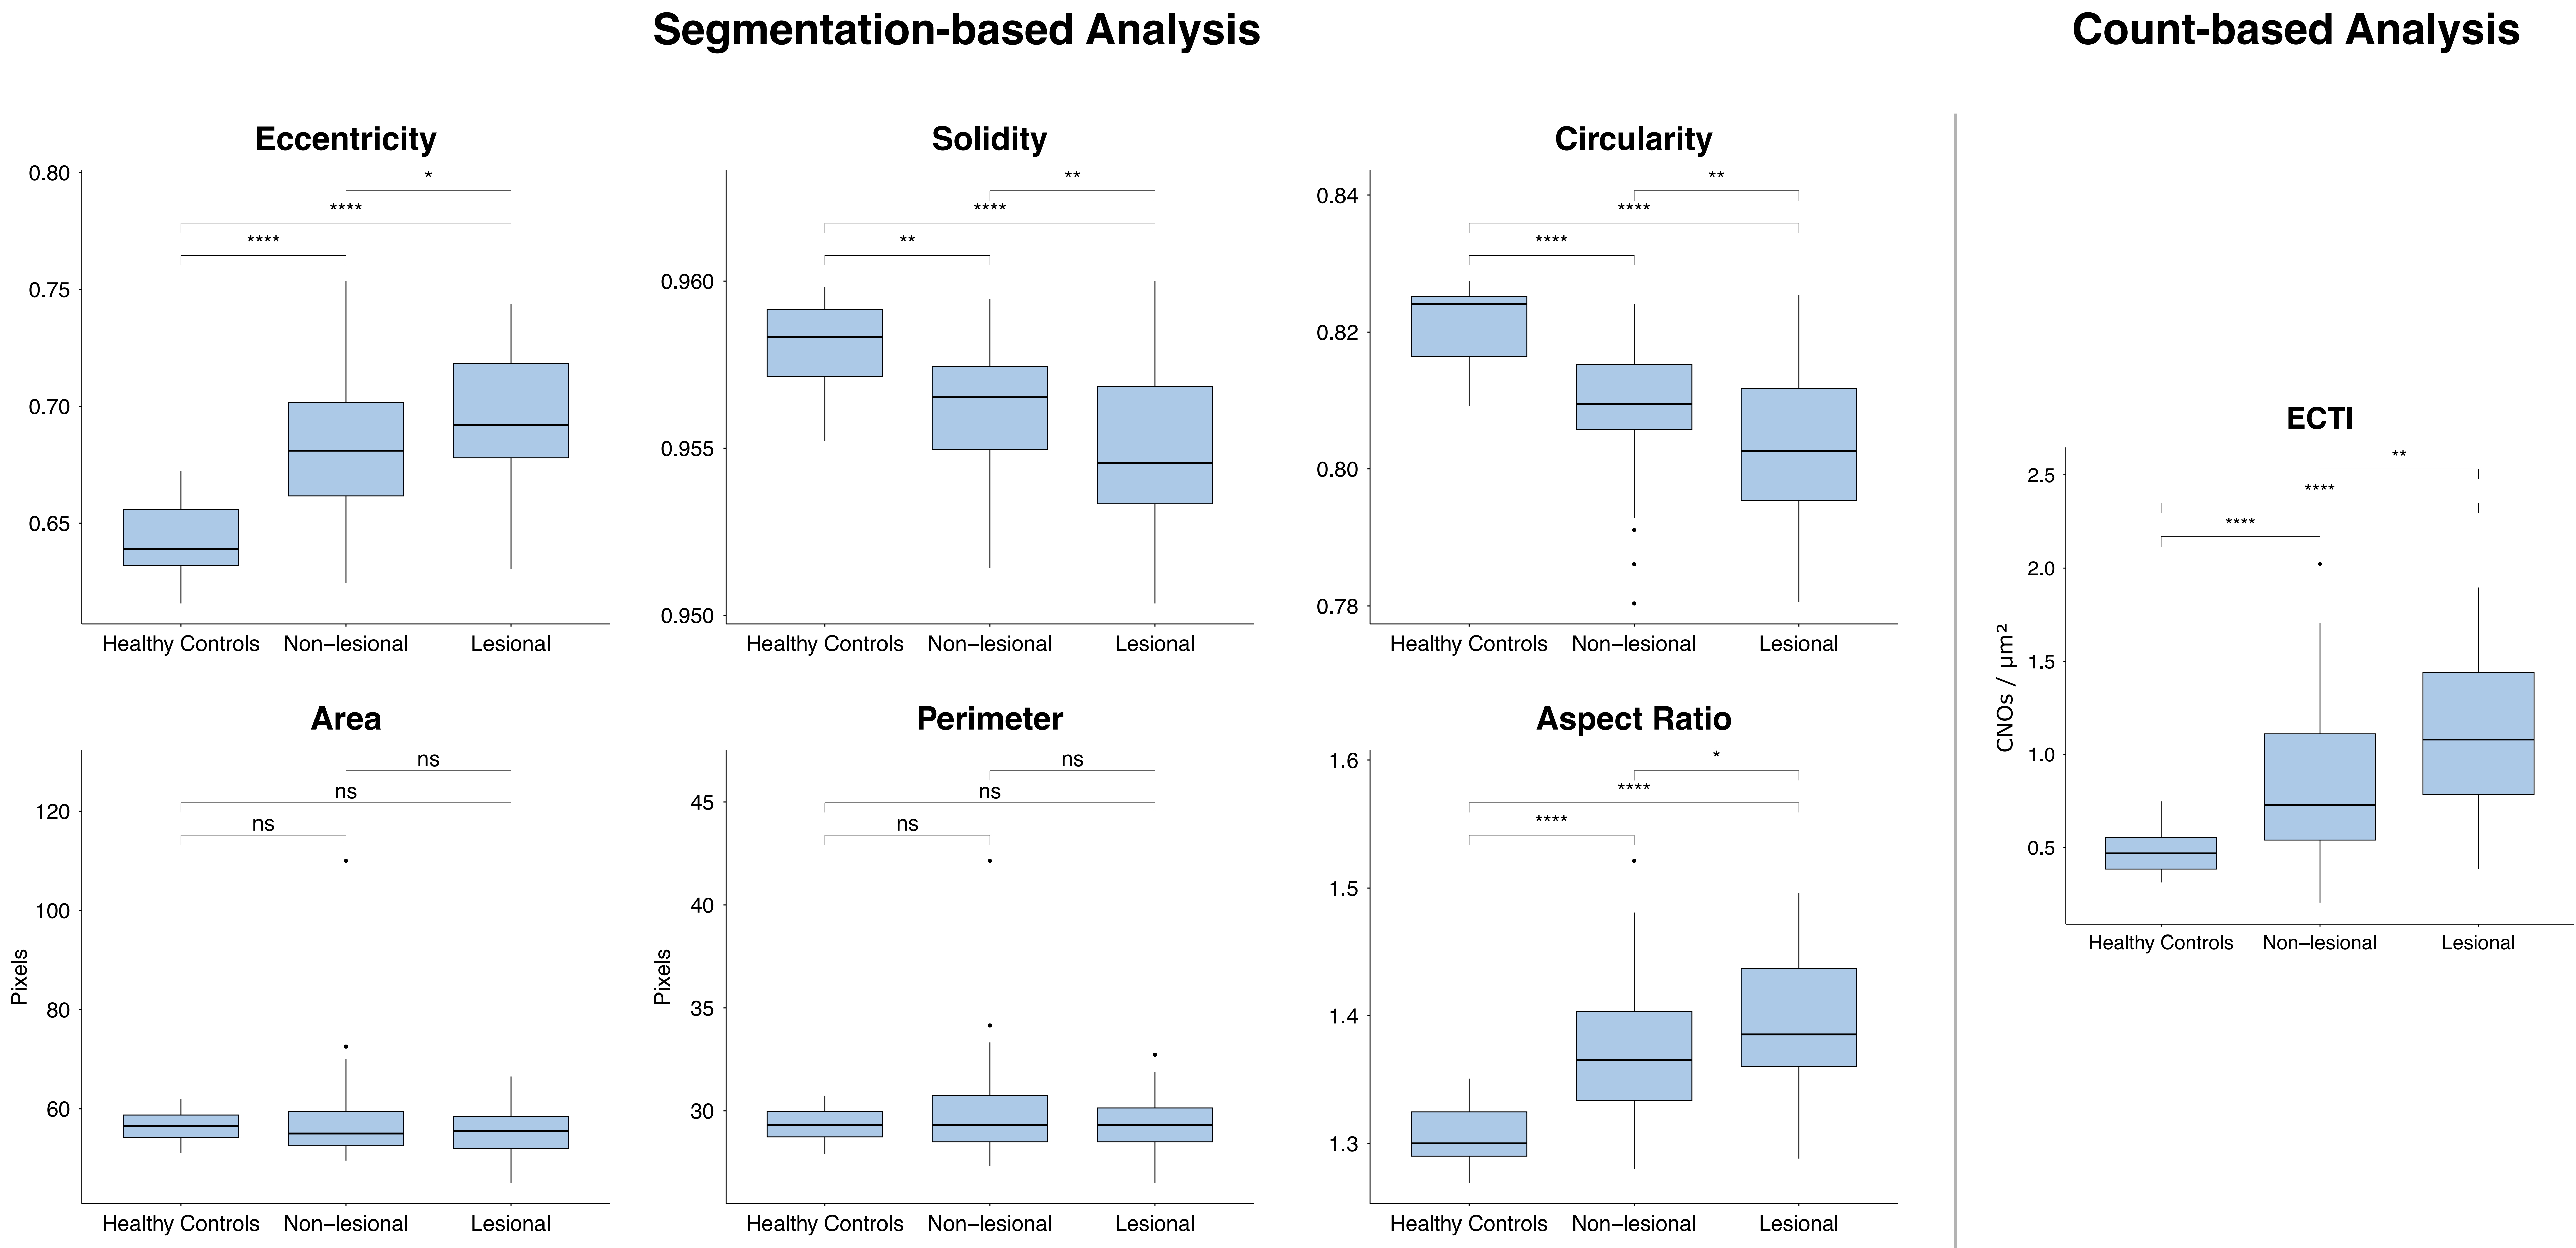 Segmentation-based Analysis
Count-based Analysis
Eccentricity
*
****
****
0.80
0.75
0.70
0.65
Healthy Controls
Non−lesional
Lesional
Solidity
**
****
**
0.960
0.955
0.950
Healthy Controls
Non−lesional
Lesional
Circularity
**
****
****
0.84
0.82
0.80
0.78
Healthy Controls
Non−lesional
Lesional
Area
ns
ns
ns
120
100
80
60
Pixels
Healthy Controls
Non−lesional
Lesional
Perimeter
ns
ns
ns
45
40
35
30
Pixels
Healthy Controls
Non−lesional
Lesional
Aspect Ratio
*
****
****
1.6
1.5
1.4
1.3
Healthy Controls
Non−lesional
Lesional
ECTI
**
****
****
2.5
2.0
1.5
1.0
0.5
CNOs / µm²
Healthy Controls
Non−lesional
Lesional